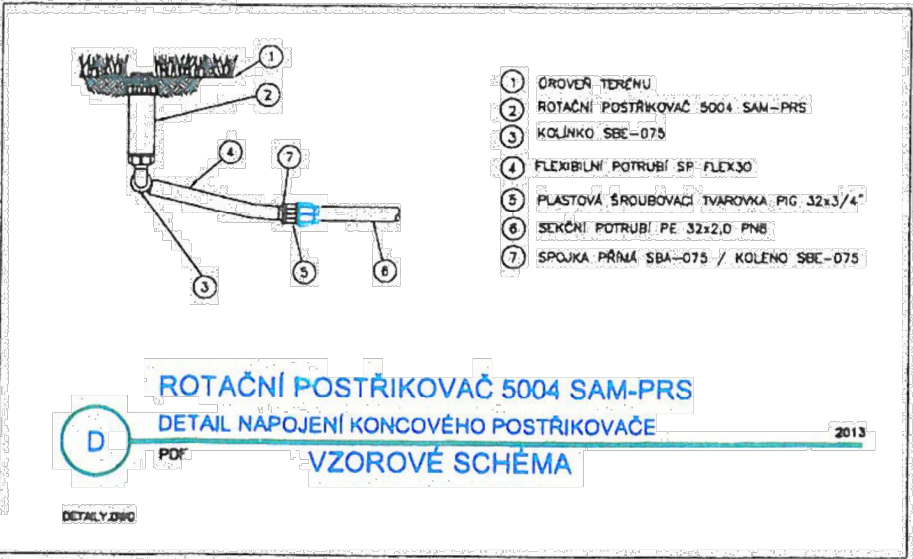 1
2
4
7
3
5
6
1 ÚROVEŇ TERÉNU
2 ROTAČNÍ POSTŘIKOVAČ 5004 SAM-PRS
3 KOLÍNKO SBE-075
4 FLEXIBILNÍ POTRUBÍ SP FLEX30
5 PLASTOVÁ ŠROUBOVACÍ TVAROVKA PIG 32x3/4"
6 SEKČNÍ POTRUBÍ PE 32x2,0 PN6
7 SPOJKA PŘÍMÁ SBA-075 / KOLENO SBE-075
ROTAČNÍ POSTŘIKOVAČ 5004 SAM-PRS
DETAIL NAPOJENÍ KONCOVÉHO POSTŘIKOVAČE
2013
D
PDF
VZOROVÉ SCHÉMA
DETAILY.DWG